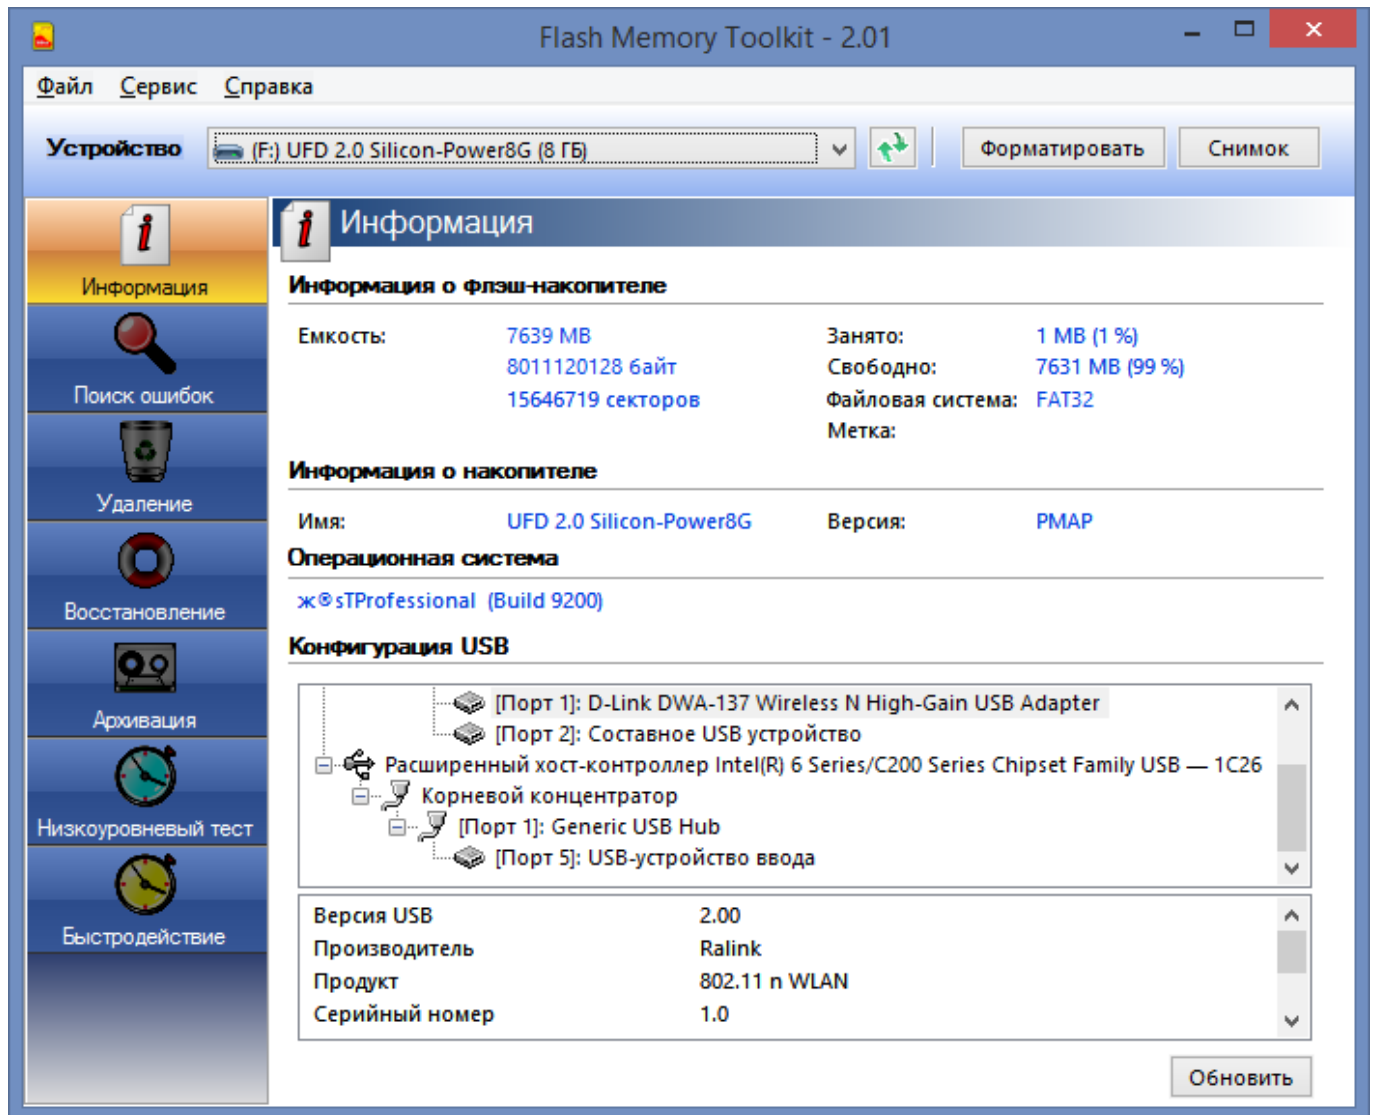 Flash Memory Toolkit - 2.01
Файл Сервис Справка
Устройство (F:) UFD 2.0 Silicon-Power8G (8 ГБ) Форматировать Снимок
Информация
Поиск ошибок
Удаление
Восстановление
Архивация
Низкоуровневый тест
Быстродействие
Информация
Информация о флэш-накопителе
Емкость: 7639 MB Занято: 1 MB (1 %)
8011120128 байт Свободно: 7631 MB (99 %)
15646719 секторов Файловая система: FAT32
Метка:
Информация о накопителе
Имя: UFD 2.0 Silicon-Power8G Версия: PMAP
Операционная система
ж®sTProfessional (Build 9200)
Конфигурация USB
[Порт 1]: D-Link DWA-137 Wireless N High-Gain USB Adapter
[Порт 2]: Составное USB устройство
Расширенный хост-контроллер Intel(R) 6 Series/C200 Series Chipset Family USB — 1C26
Корневой концентратор
[Порт 1]: Generic USB Hub
[Порт 5]: USB-устройство ввода
Версия USB 2.00
Производитель Ralink
Продукт 802.11 n WLAN
Серийный номер 1.0
Обновить